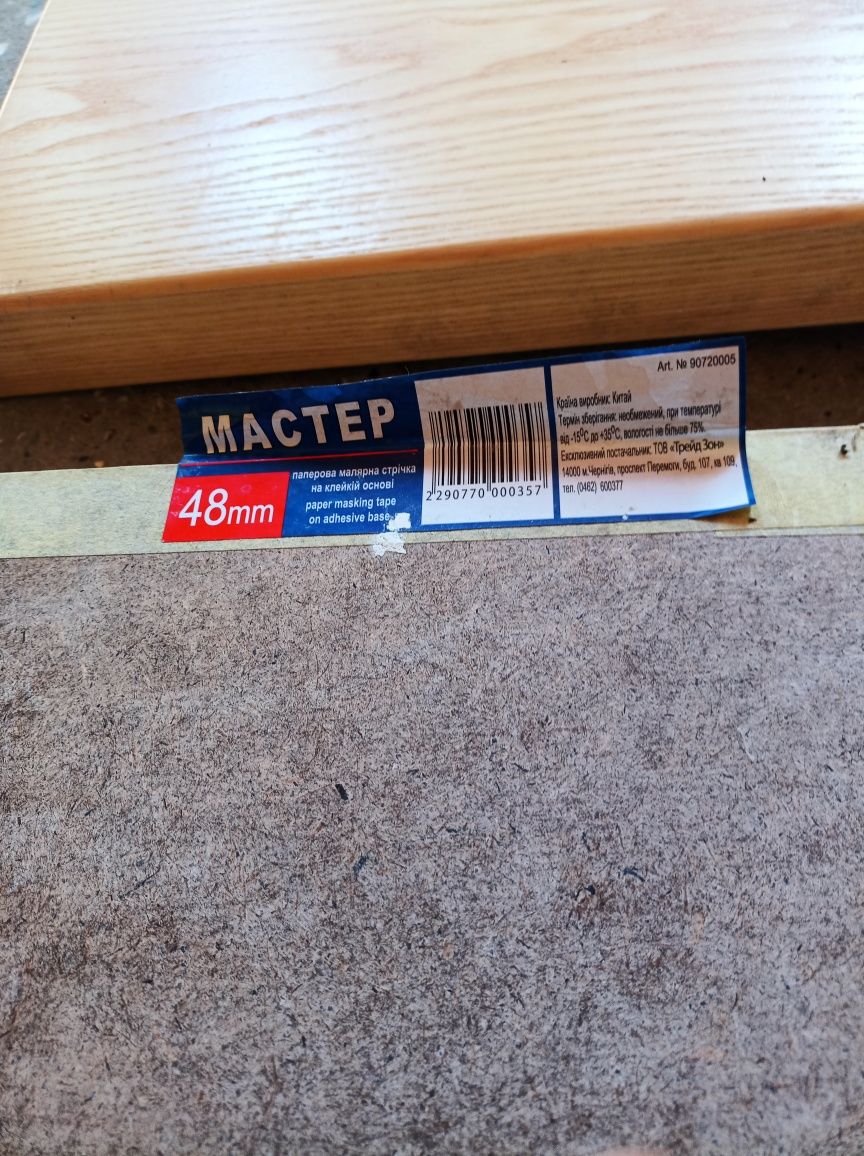 МАСТЕР
48mm
паперова малярна стрічка
на клейкій основі
paper masking tape
on adhesive base
2 290770 000357
Art. № 90720005
Країна виробник: Китай
Термін зберігання: необмежений, при температурі
від -15⁰С до +35⁰С, вологості не більше 75%.
Ексклюзивний постачальник: ТОВ «Трейд Зон»
14000 м.Чернігів, проспект Перемоги, буд. 107, кв 109,
тел. (0462) 600377